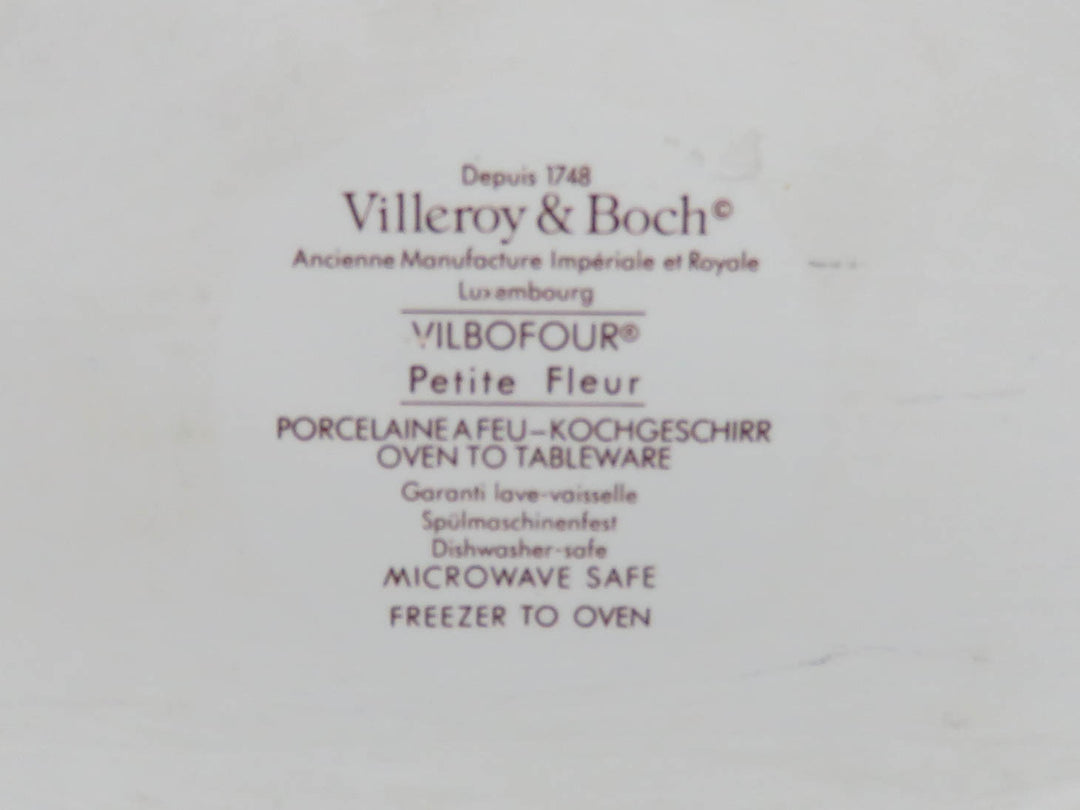 Depuis 1748
Villeroy & Boch©
Ancienne Manufacture Impériale et Royale
Luxembourg
VILBOFOUR®
Petite Fleur
PORCELAINE A FEU-KOCHGESCHIRR
OVEN TO TABLEWARE
Garanti lave-vaisselle
Spülmaschinenfest
Dishwasher-safe
MICROWAVE SAFE
FREEZER TO OVEN